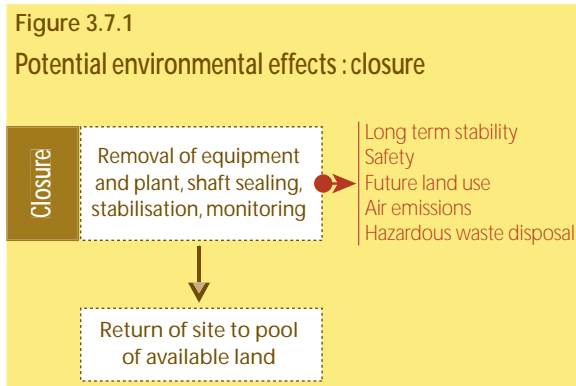 Figure 3.7.1
Potential environmental effects : closure
Closure
Removal of equipment
and plant, shaft sealing,
stabilisation, monitoring
Long term stability
Safety
Future land use
Air emissions
Hazardous waste disposal
Return of site to pool
of available land